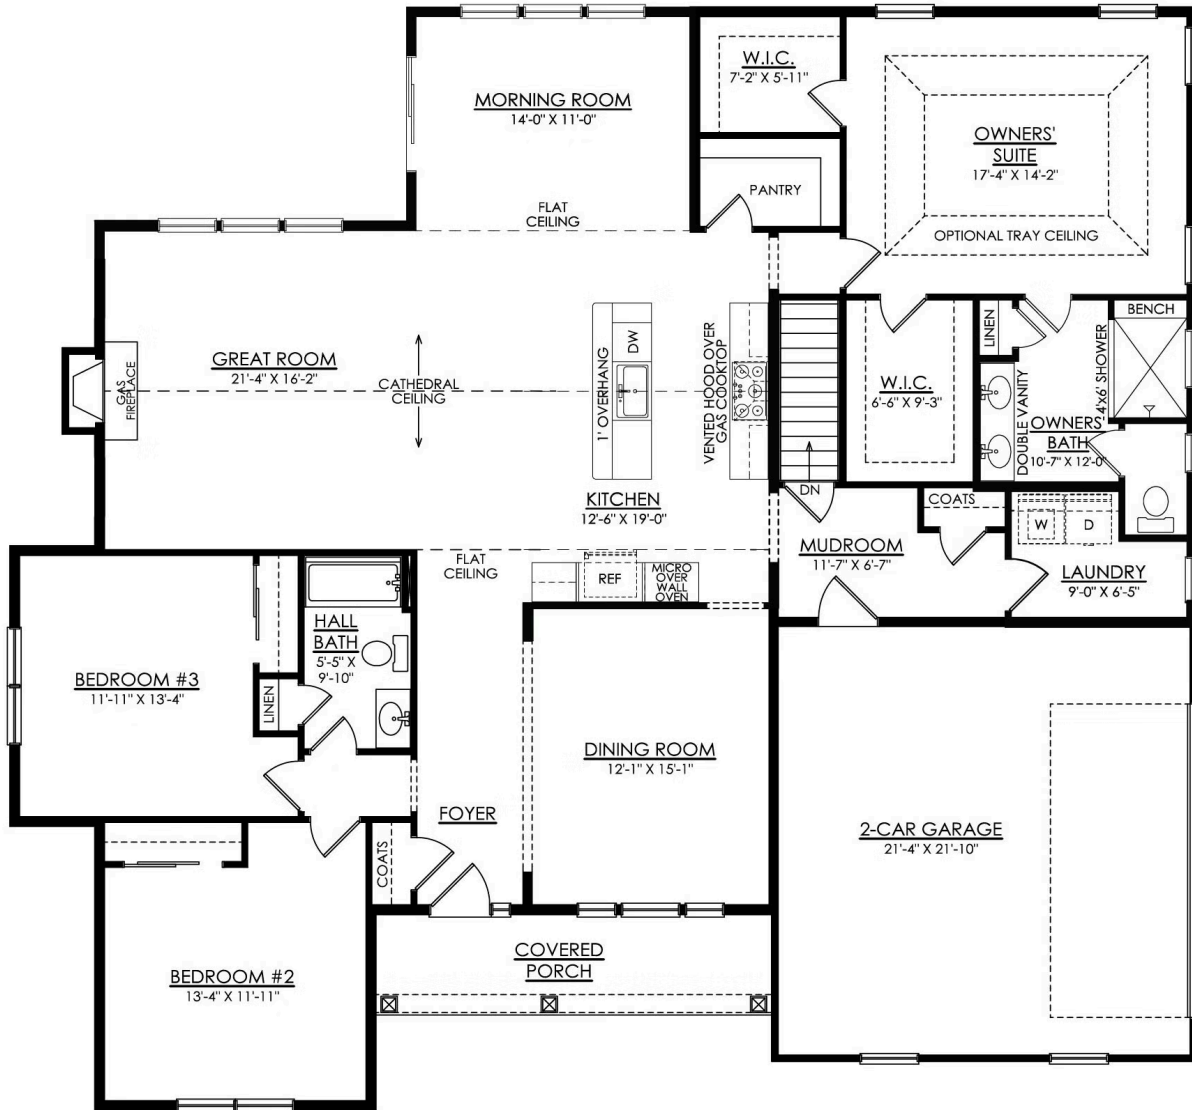 W.I.C.
7'-2" X 5'-11"
MORNING ROOM
14'-0" X 11'-0"
OWNERS'
SUITE
17'-4" X 14'-2"
PANTRY
FLAT
CEILING
OPTIONAL TRAY CEILING
BENCH
LINEN
4'X6' SHOWER
DW
1' OVERHANG
VENTED HOOD OVER
GAS COOKTOP
GREAT ROOM
21'-4" X 16'-2"
GAS
FIREPLACE
CATHEDRAL
CEILING
W.I.C.
6'-6" X 9'-3"
DOUBLE VANITY
OWNERS'
BATH
10'-7" X 12'-0"
KITCHEN
12'-6" X 19'-0"
DN
COATS
W
D
MUDROOM
11'-7" X 6'-7"
LAUNDRY
9'-0" X 6'-5"
FLAT
CEILING
REF
MICRO
OVER
WALL
OVEN
HALL
BATH
5'-5" X
9'-10"
BEDROOM #3
11'-11" X 13'-4"
LINEN
DINING ROOM
12'-1" X 15'-1"
FOYER
2-CAR GARAGE
21'-4" X 21'-10"
COATS
COVERED
PORCH
BEDROOM #2
13'-4" X 11'-11"